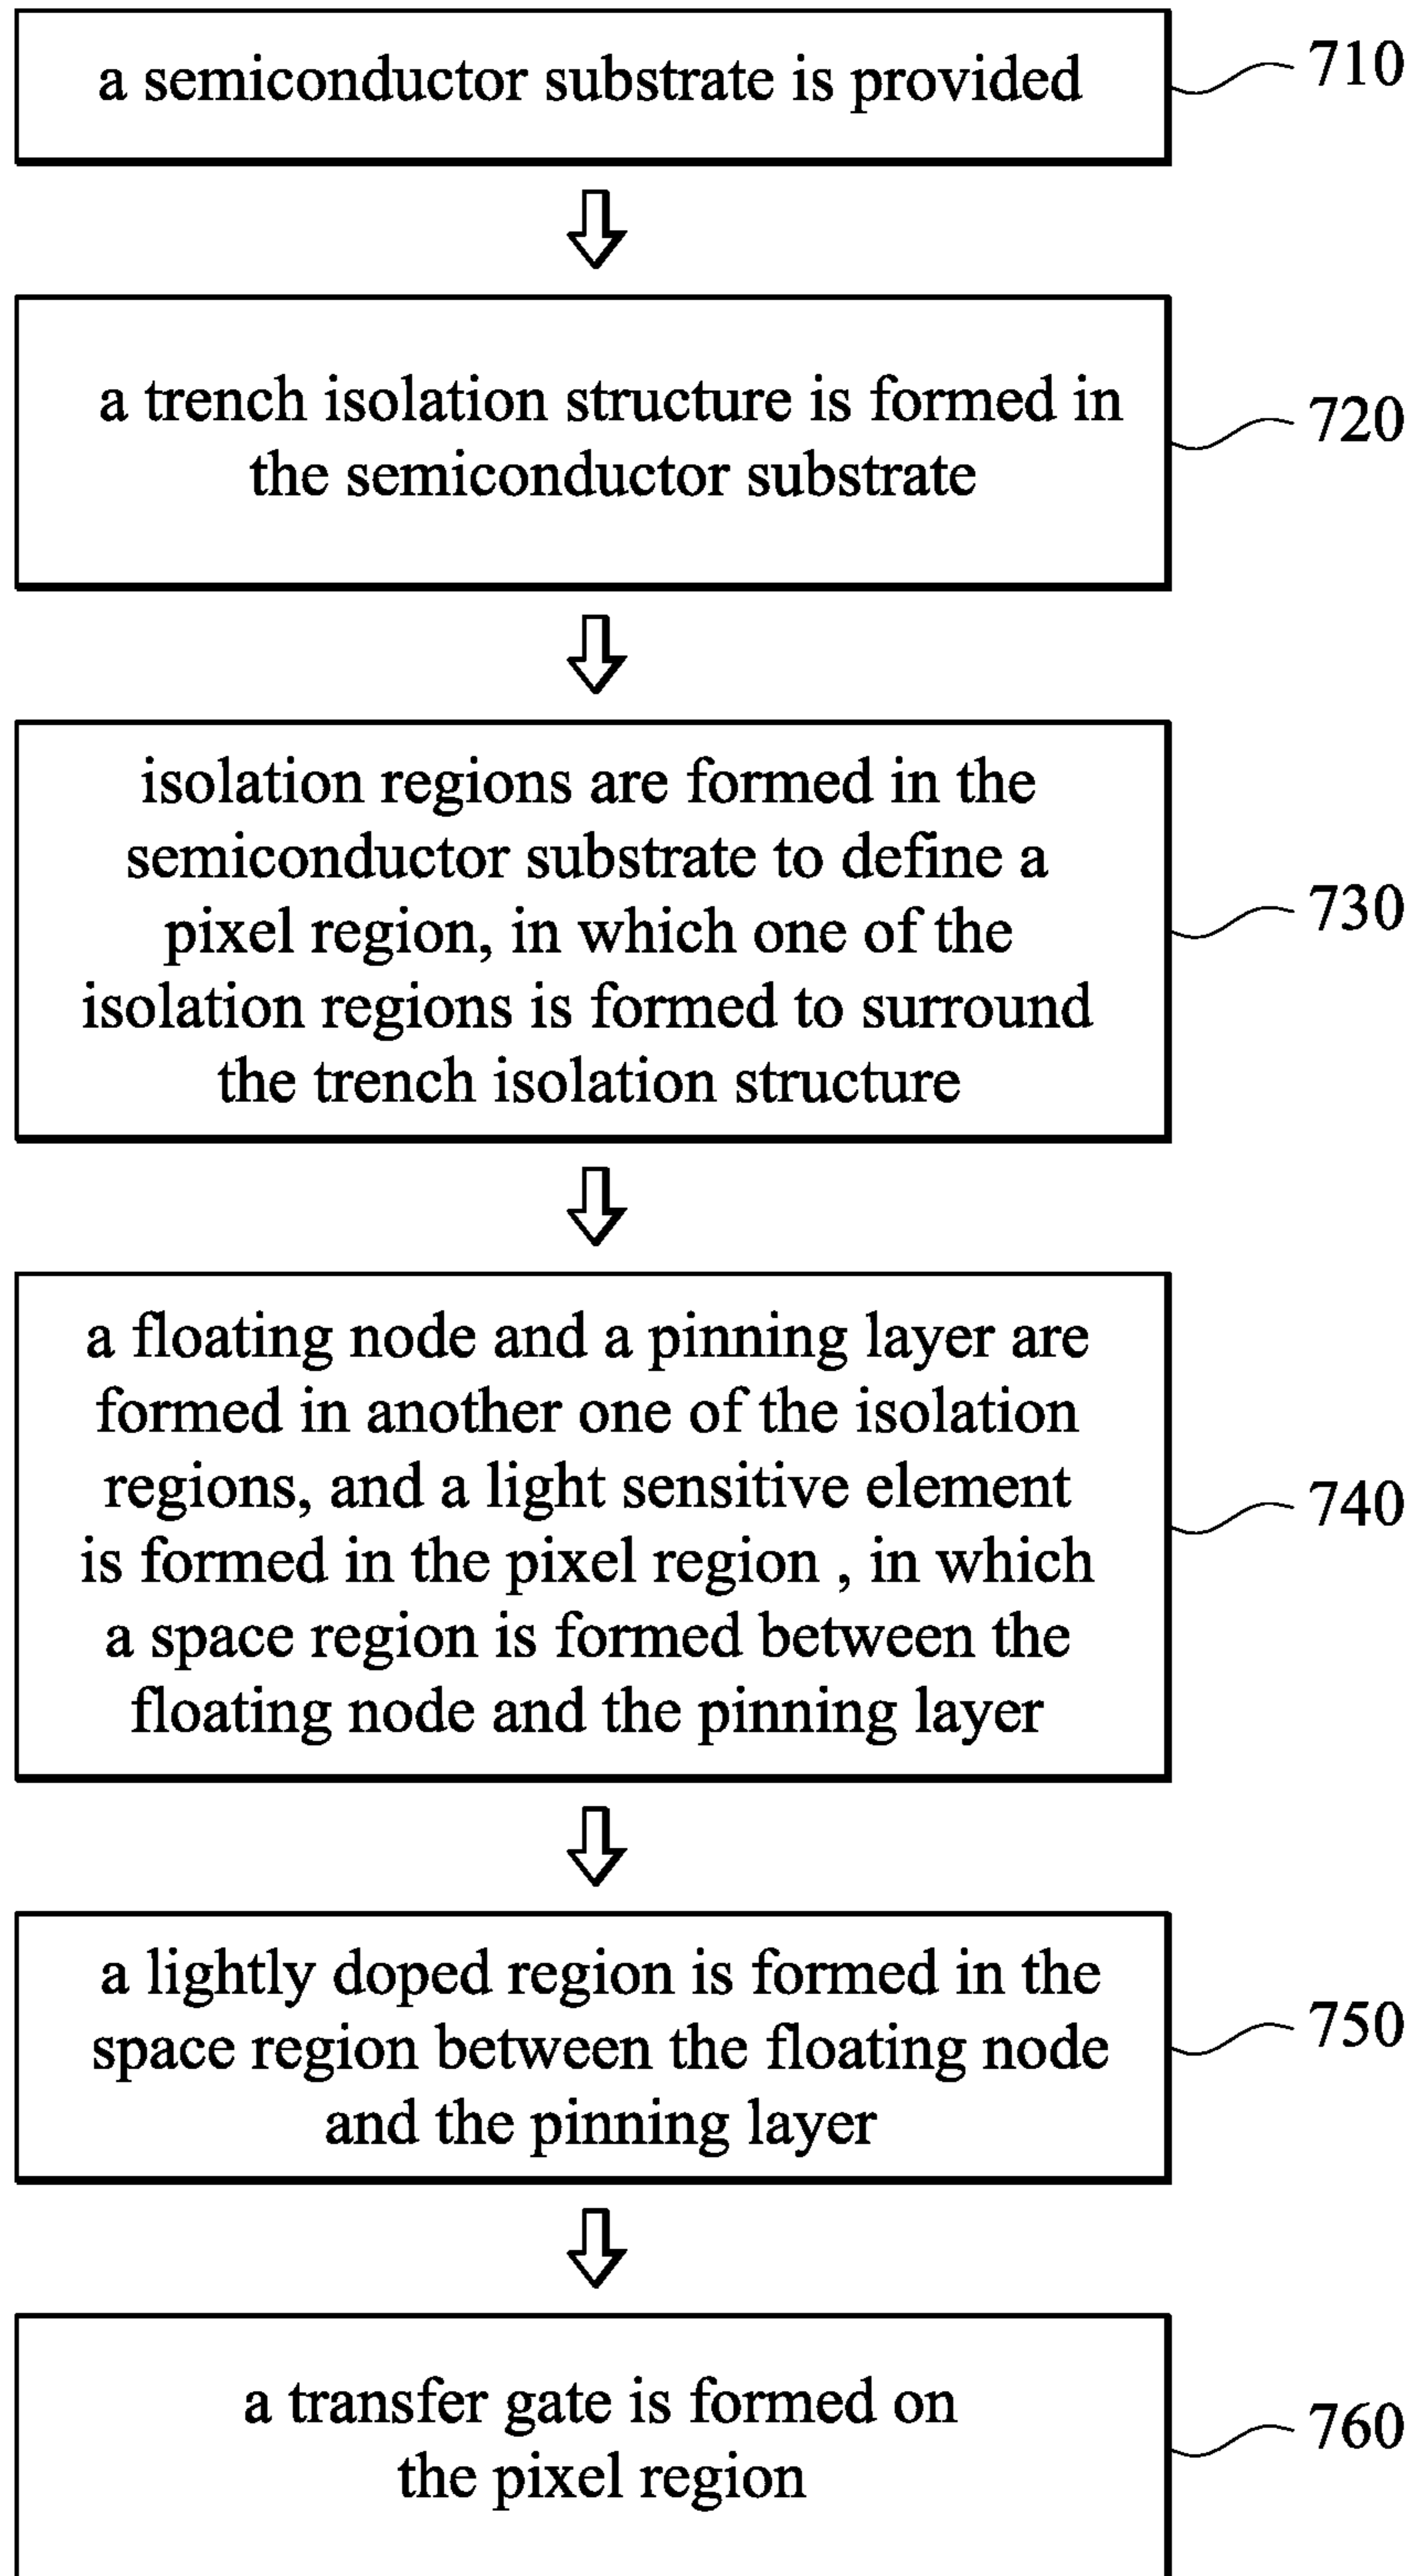 a semiconductor substrate is provided
710
a trench isolation structure is formed in
the semiconductor substrate
720
isolation regions are formed in the
semiconductor substrate to define a
pixel region, in which one of the
isolation regions is formed to surround
the trench isolation structure
730
a floating node and a pinning layer are
formed in another one of the isolation
regions, and a light sensitive element
is formed in the pixel region , in which
a space region is formed between the
floating node and the pinning layer
740
a lightly doped region is formed in the
space region between the floating node
and the pinning layer
750
a transfer gate is formed on
the pixel region
760